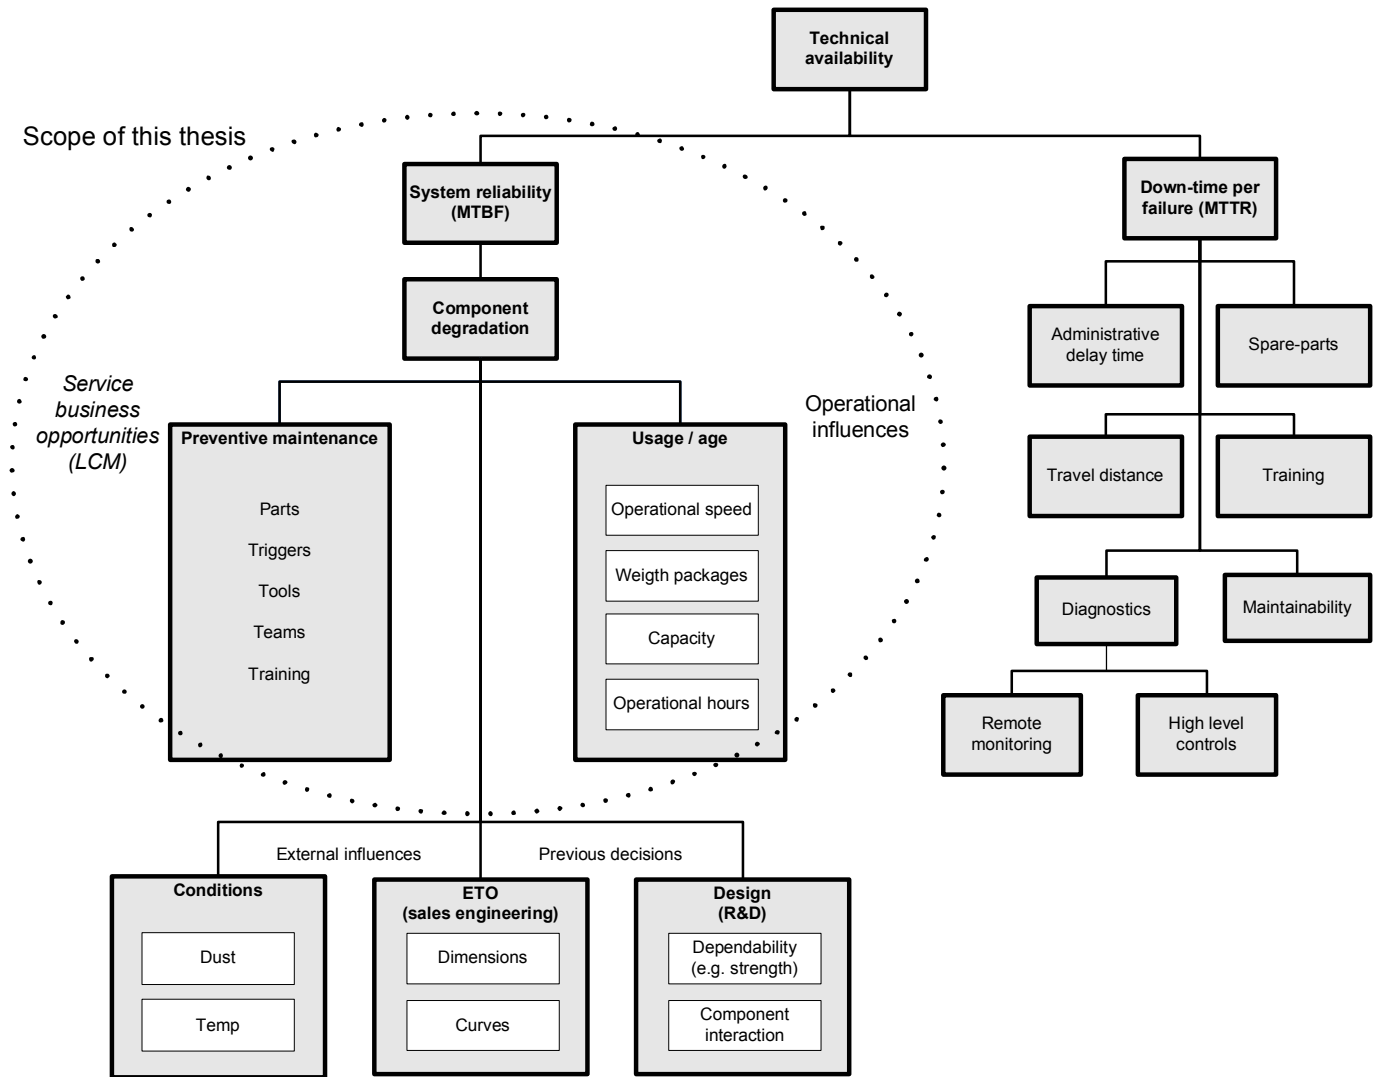 Technical
availability
Scope of this thesis
System reliability
(MTBF)
Down-time per
failure (MTTR)
Component
degradation
Administrative
delay time
Spare-parts
Service
business
opportunities
(LCM)
Operational
influences
Preventive maintenance
Parts
Triggers
Tools
Teams
Training
Usage / age
Operational speed
Weigth packages
Capacity
Operational hours
Travel distance
Training
Diagnostics
Maintainability
Remote
monitoring
High level
controls
External influences
Previous decisions
Conditions
Dust
Temp
ETO
(sales engineering)
Dimensions
Curves
Design
(R&D)
Dependability
(e.g. strength)
Component
interaction